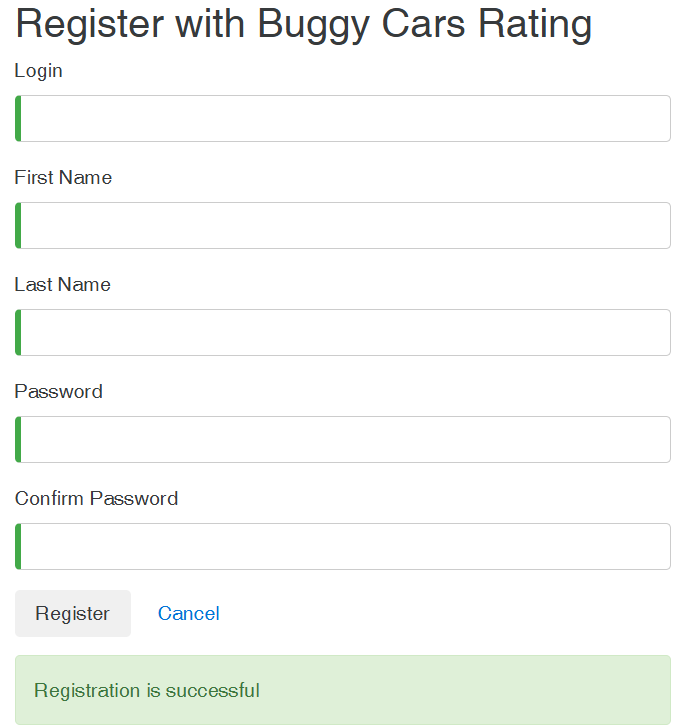 Register with Buggy Cars Rating
Login
First Name
Last Name
Password
Confirm Password
Register Cancel
Registration is successful